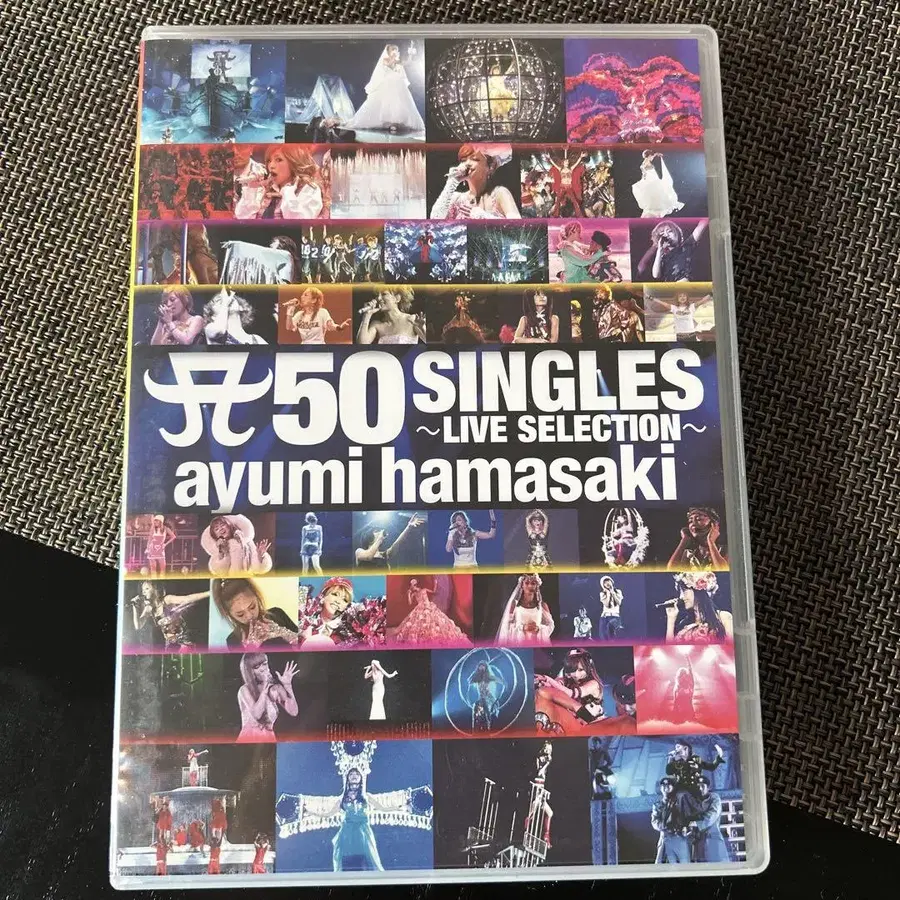 50 SINGLES
~LIVE SELECTION~
ayumi hamasaki